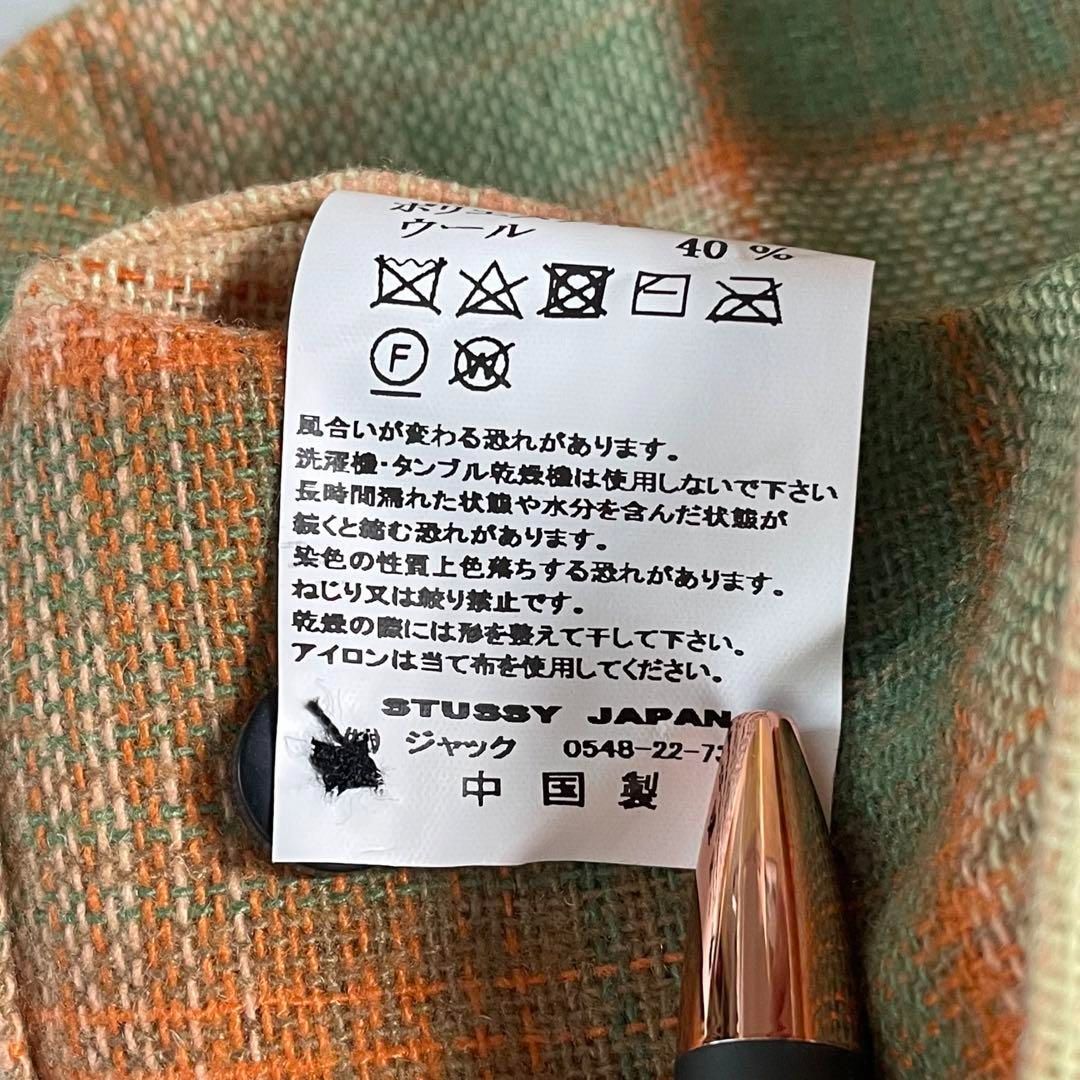 ウール 40 %
F W
風合いが変わる恐れがあります。
洗濯機・タンブル乾燥機は使用しないで下さい
長時間濡れた状態や水分を含んだ状態が
続くと縮む恐れがあります。
染色の性質上色落ちする恐れがあります。
ねじり又は絞り禁止です。
乾燥の際には形を整えて干して下さい。
アイロンは当て布を使用してください。
STUSSY JAPAN
ジャック 0548-22-7
中国製